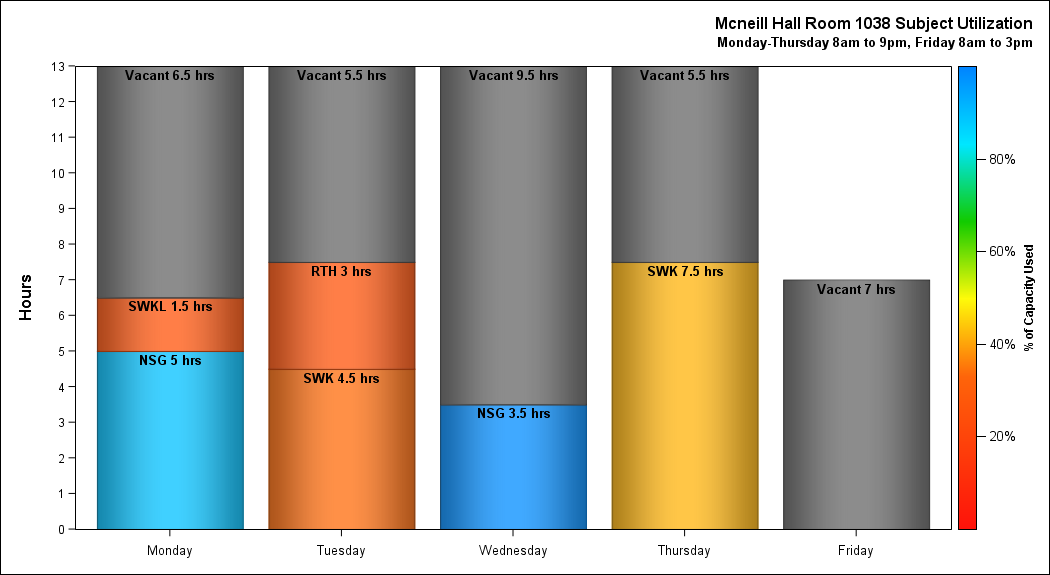 Mcneill Hall Room 1038 Subject Utilization
Monday-Thursday 8am to 9pm, Friday 8am to 3pm
Hours
13
12
11
10
9
8
7
6
5
4
3
2
1
0
Vacant 6.5 hrs
SWKL 1.5 hrs
NSG 5 hrs
Vacant 5.5 hrs
RTH 3 hrs
SWK 4.5 hrs
Vacant 9.5 hrs
NSG 3.5 hrs
Vacant 5.5 hrs
SWK 7.5 hrs
Vacant 7 hrs
Monday
Tuesday
Wednesday
Thursday
Friday
80%
60%
40%
20%
% of Capacity Used